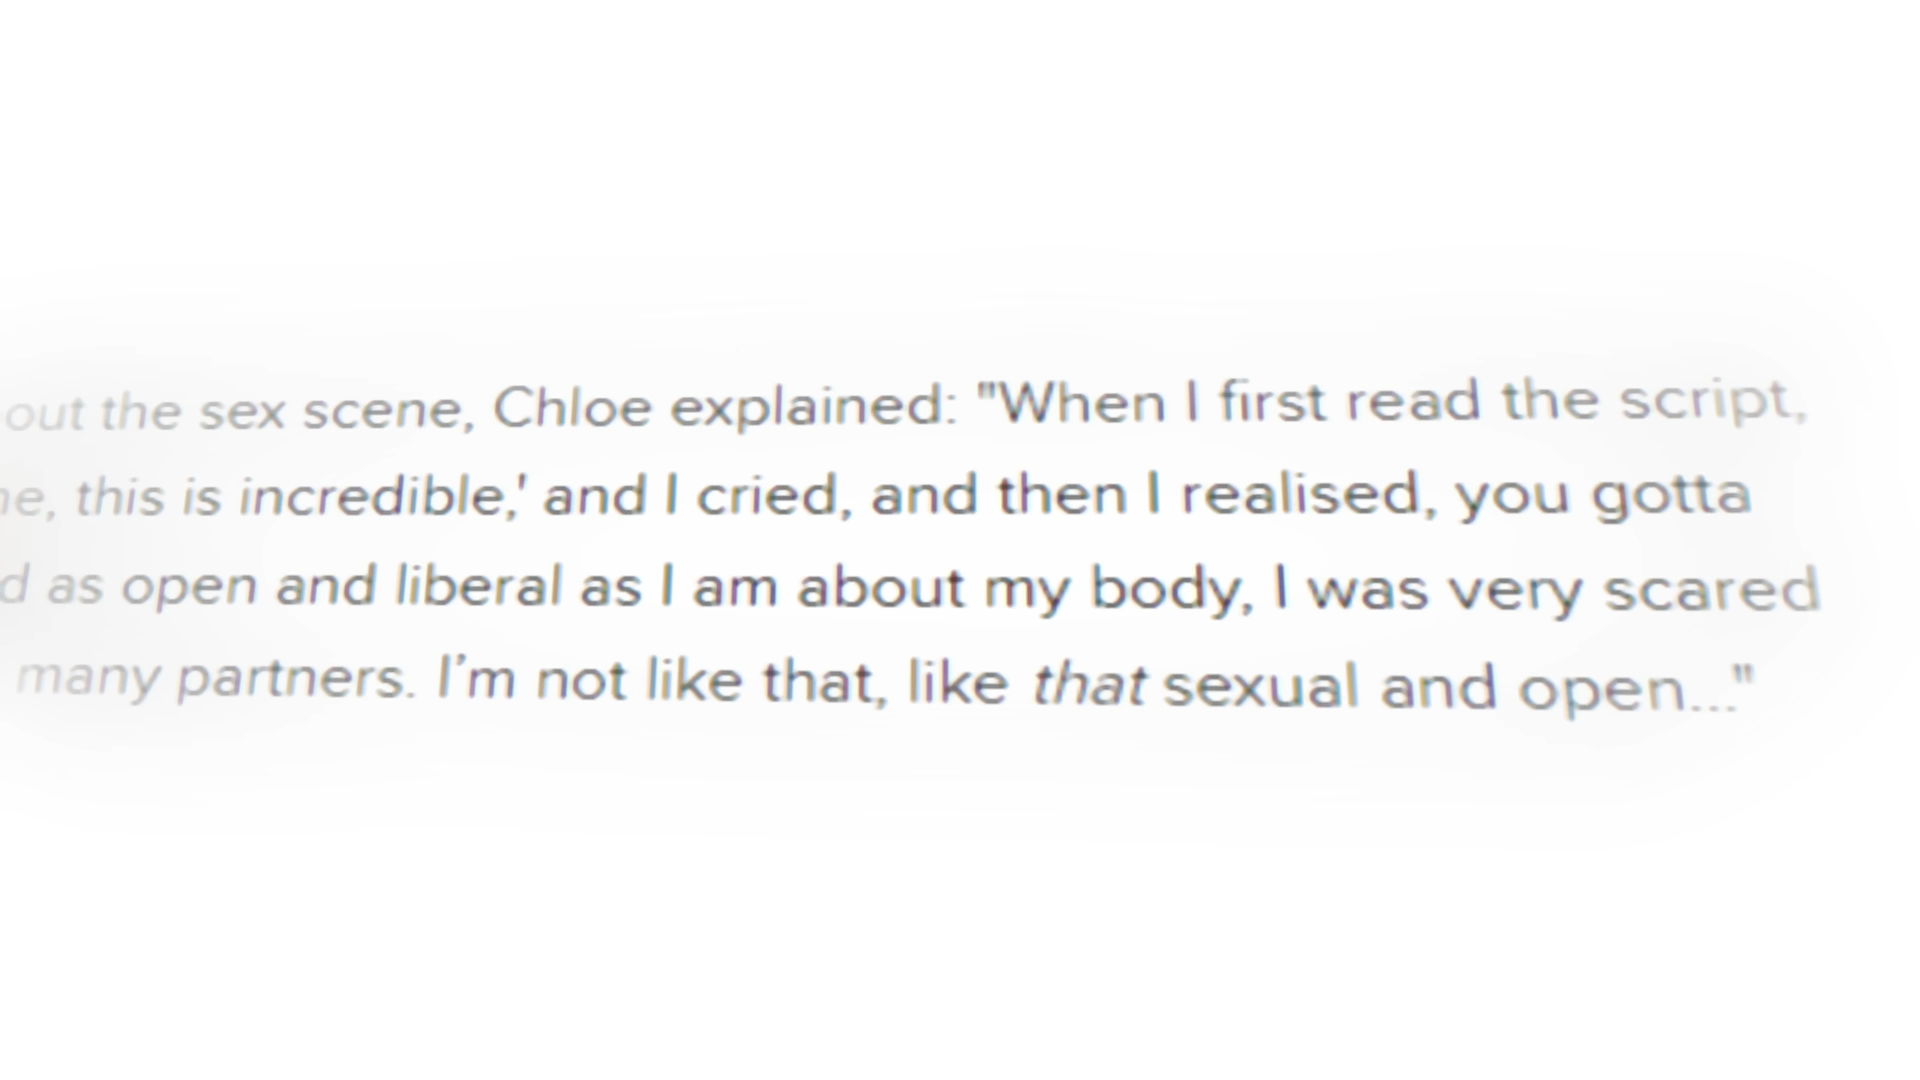 out the sex scene, Chloe explained: "When I first read the script,
this is incredible,' and I cried, and then I realised, you gotta
as open and liberal as I am about my body, I was very scared
many partners. I'm not like that, like that sexual and open..."